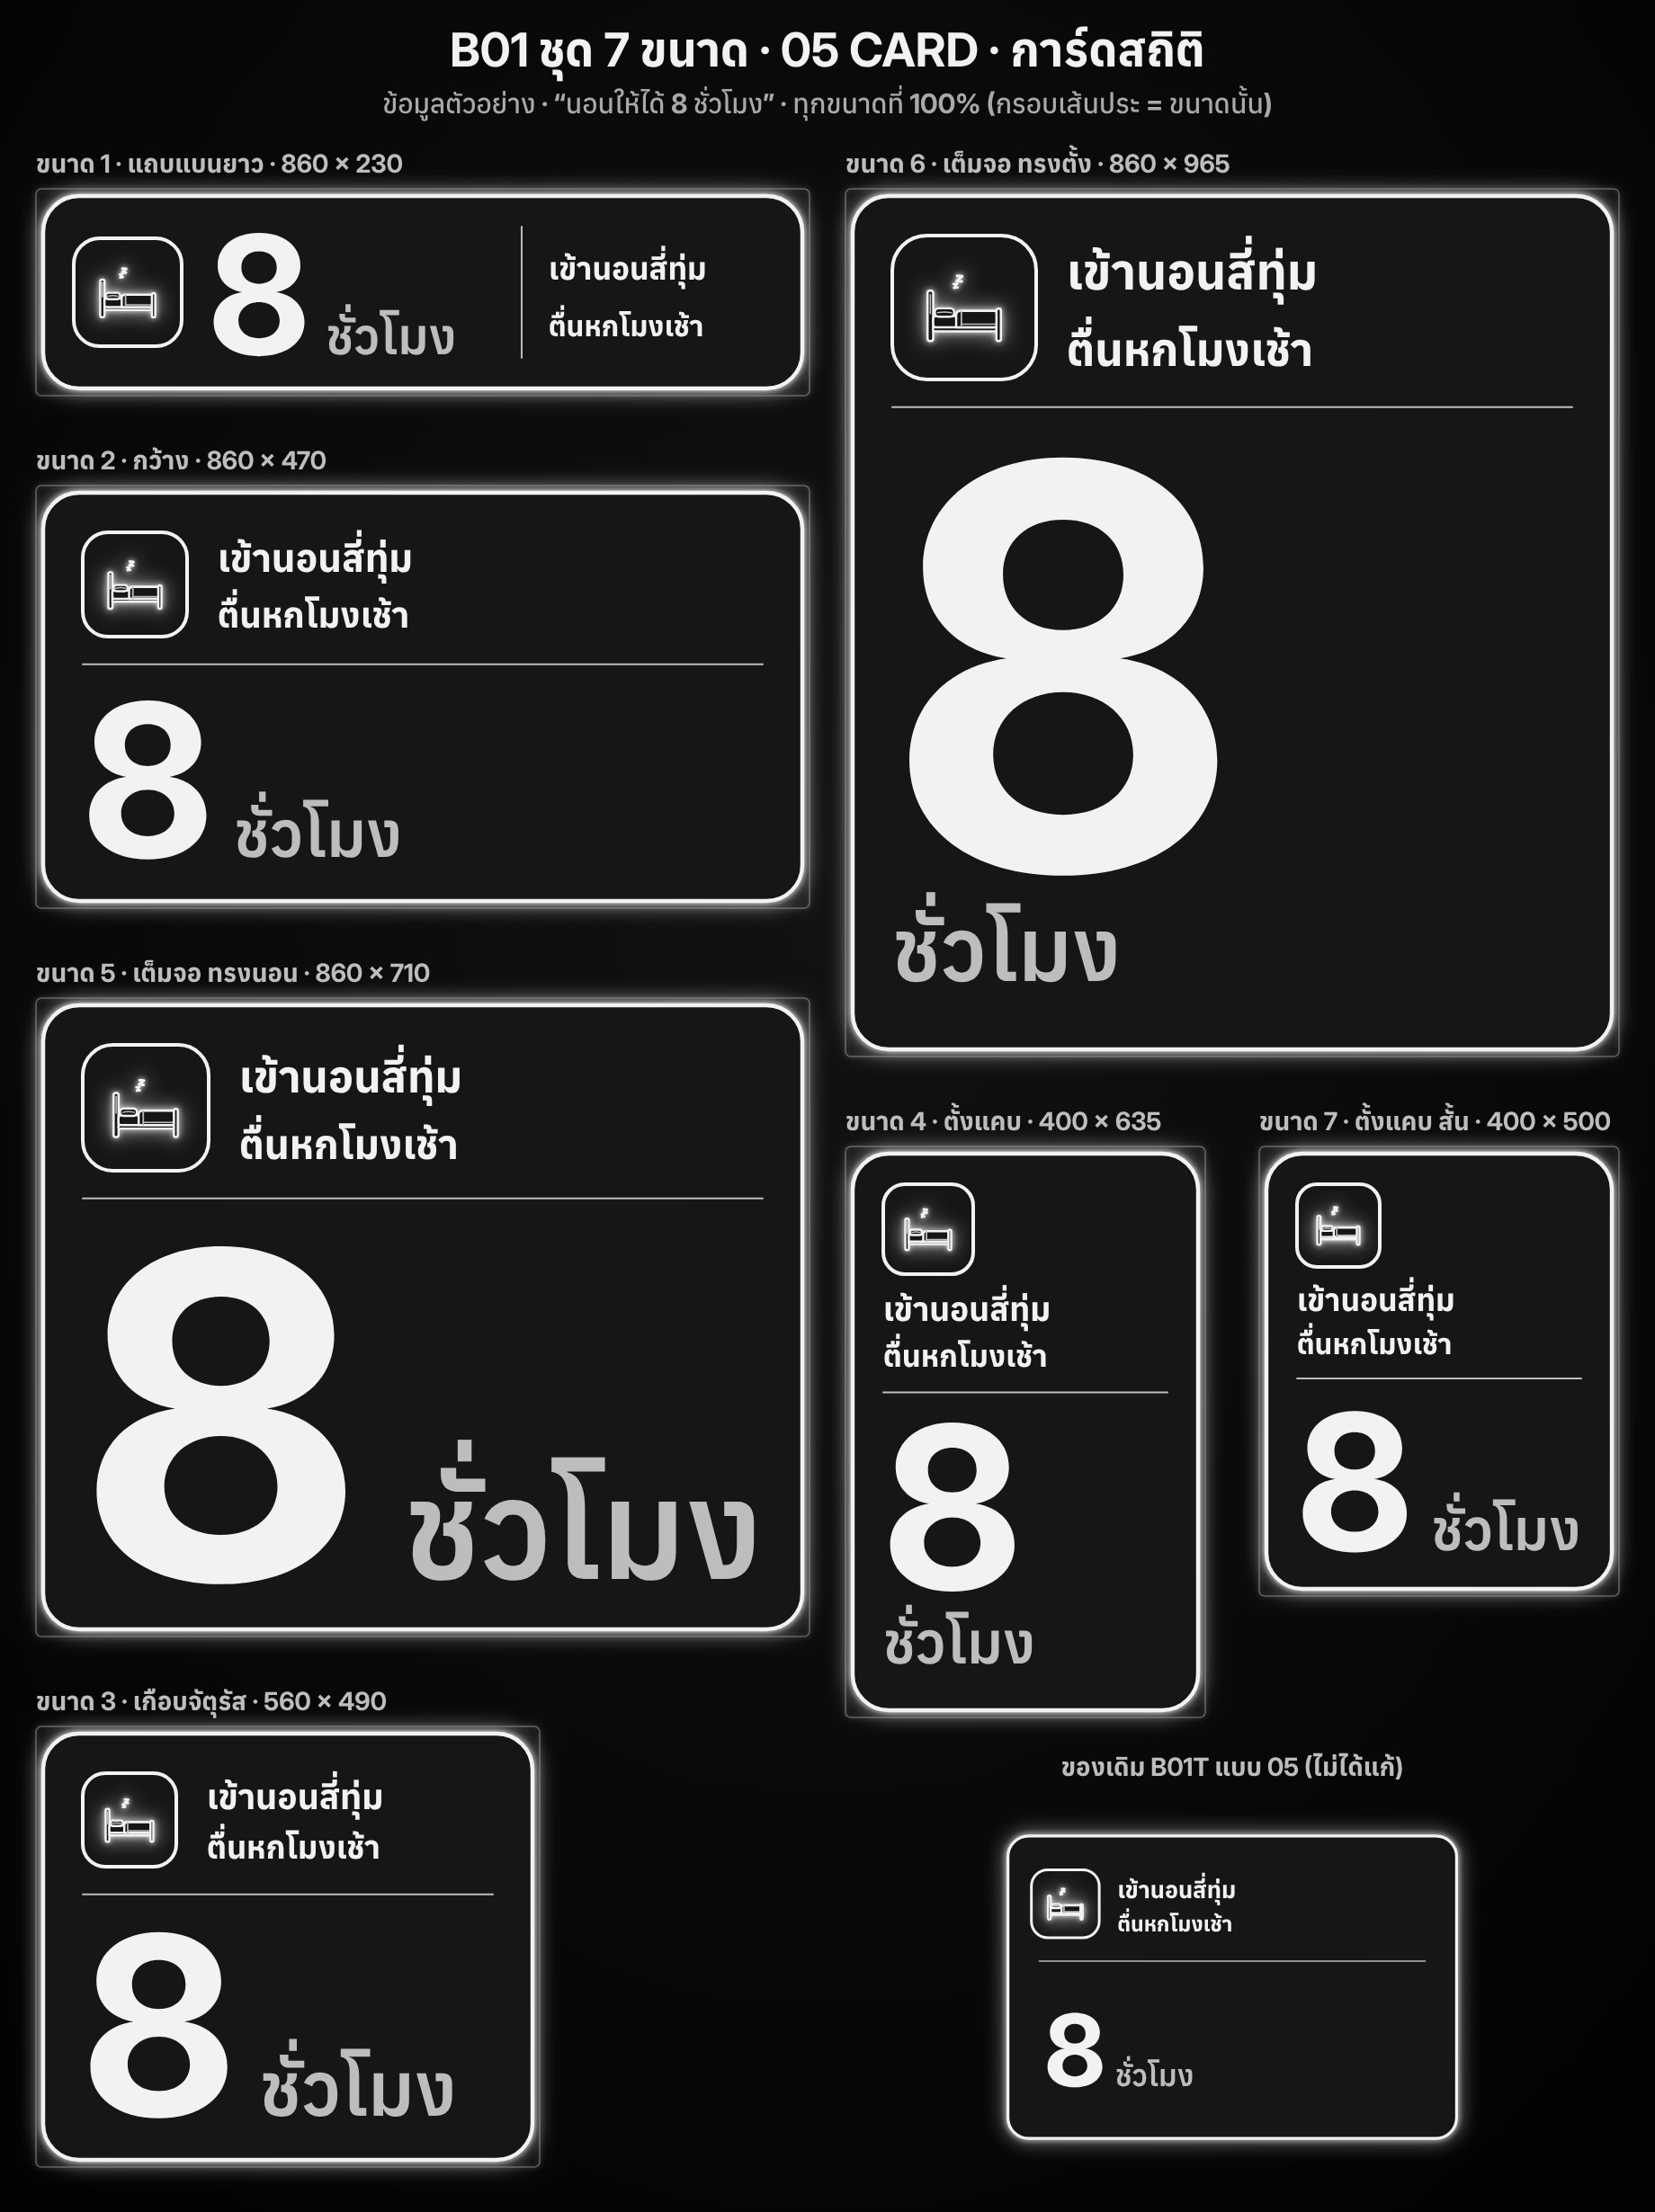 B01 ชุด 7 ขนาด · 05 CARD · การ์ดสถิติ
ข้อมูลตัวอย่าง · “นอนให้ได้ 8 ชั่วโมง” · ทุกขนาดที่ 100% (กรอบเส้นประ = ขนาดนั้น)
ขนาด 1 · แถบแบนยาว · 860 × 230
8 ชั่วโมง
เข้านอนสี่ทุ่ม
ตื่นหกโมงเช้า
ขนาด 2 · กว้าง · 860 × 470
เข้านอนสี่ทุ่ม
ตื่นหกโมงเช้า
8 ชั่วโมง
ขนาด 5 · เต็มจอ ทรงนอน · 860 × 710
เข้านอนสี่ทุ่ม
ตื่นหกโมงเช้า
8 ชั่วโมง
ขนาด 3 · เกือบจัตุรัส · 560 × 490
เข้านอนสี่ทุ่ม
ตื่นหกโมงเช้า
8 ชั่วโมง
ขนาด 6 · เต็มจอ ทรงตั้ง · 860 × 965
เข้านอนสี่ทุ่ม
ตื่นหกโมงเช้า
8
ชั่วโมง
ขนาด 4 · ตั้งแคบ · 400 × 635
เข้านอนสี่ทุ่ม
ตื่นหกโมงเช้า
8
ชั่วโมง
ขนาด 7 · ตั้งแคบ สั้น · 400 × 500
เข้านอนสี่ทุ่ม
ตื่นหกโมงเช้า
8 ชั่วโมง
ของเดิม B01T แบบ 05 (ไม่ได้แก้)
เข้านอนสี่ทุ่ม
ตื่นหกโมงเช้า
8 ชั่วโมง